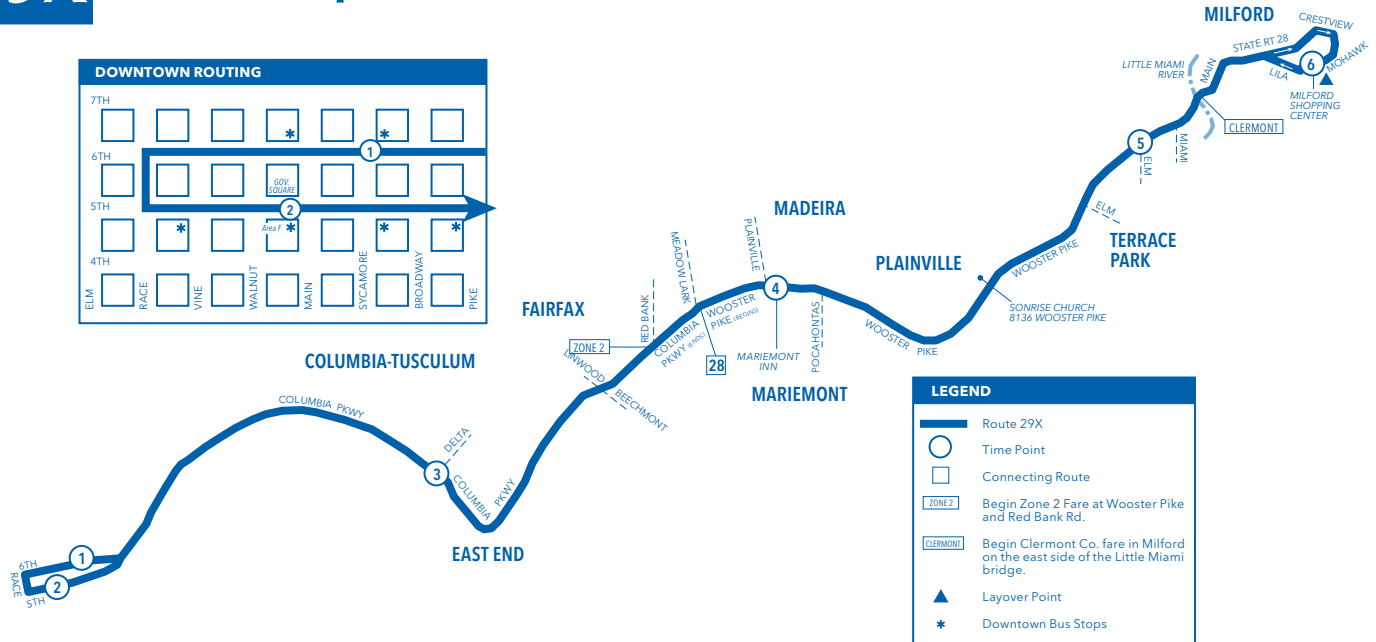 DOWNTOWN ROUTING
7TH
6TH
5TH
4TH
1
2
GOV.
SQUARE
Area F
ELM
RACE
VINE
WALNUT
MAIN
SYCAMORE
BROADWAY
PIKE
MILFORD
CRESTVIEW
STATE RT 28
MOHAWK
LILA
6
MILFORD
SHOPPING
CENTER
LITTLE MIAMI
RIVER
MAIN
CLERMONT
MIAMI
5
ELM
ELM
TERRACE
PARK
WOOSTER PIKE
SONRISE CHURCH
8136 WOOSTER PIKE
PLAINVILLE
MADEIRA
PLAINVILLE
MEADOW LARK
4
WOOSTER
PIKE (BEGINS)
WOOSTER
PIKE
POCAHONTAS
MARIEMONT
INN
MARIEMONT
28
COLUMBIA
PKWY (ENDS)
RED BANK
FAIRFAX
ZONE 2
LINWOOD
BEECHMONT
COLUMBIA-TUSCULUM
COLUMBIA PKWY
DELTA
3
COLUMBIA
PKWY
EAST END
6TH
1
RACE
2
5TH
LEGEND
Route 29X
Time Point
Connecting Route
ZONE 2
Begin Zone 2 Fare at Wooster Pike
and Red Bank Rd.
CLERMONT
Begin Clermont Co. fare in Milford
on the east side of the Little Miami
bridge.
Layover Point
Downtown Bus Stops